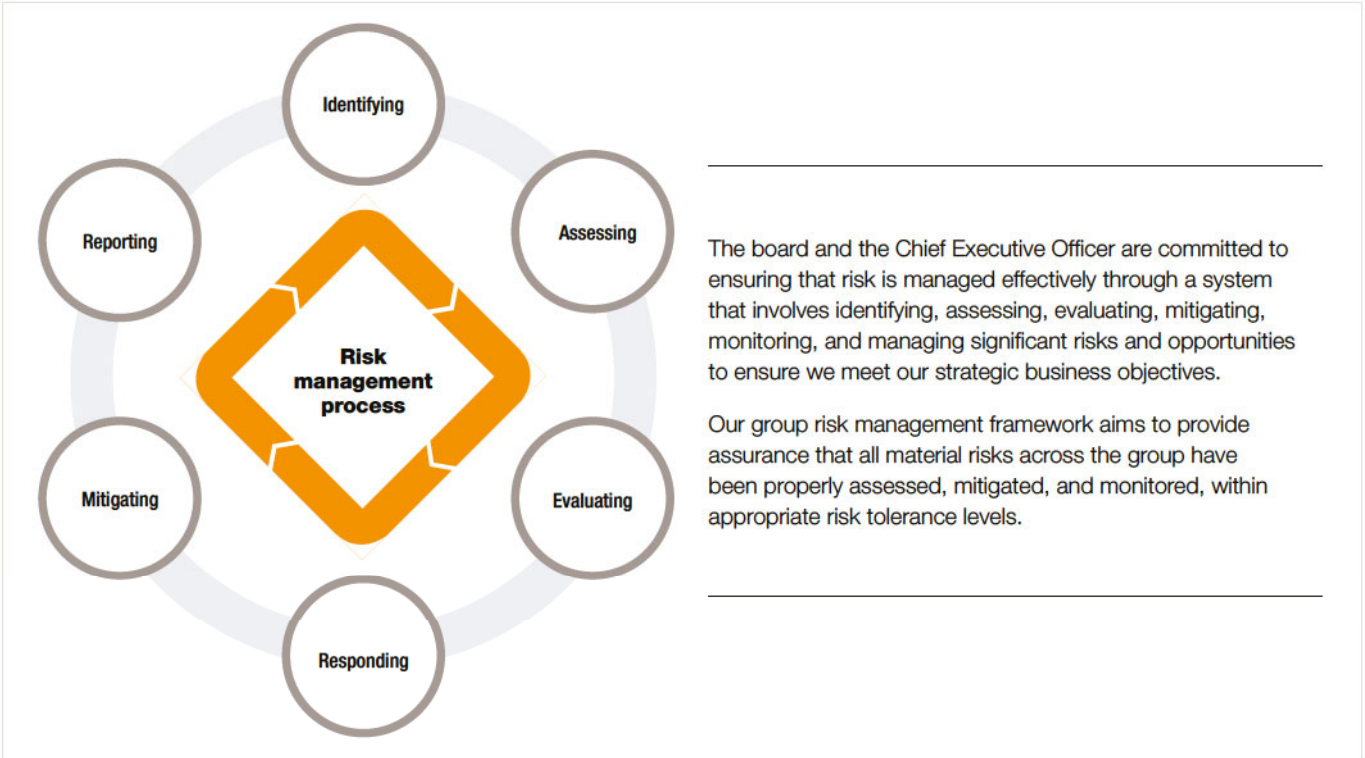 Identifying
Assessing
Evaluating
Responding
Mitigating
Reporting
Risk
management
process
The board and the Chief Executive Officer are committed to
ensuring that risk is managed effectively through a system
that involves identifying, assessing, evaluating, mitigating,
monitoring, and managing significant risks and opportunities
to ensure we meet our strategic business objectives.
Our group risk management framework aims to provide
assurance that all material risks across the group have
been properly assessed, mitigated, and monitored, within
appropriate risk tolerance levels.